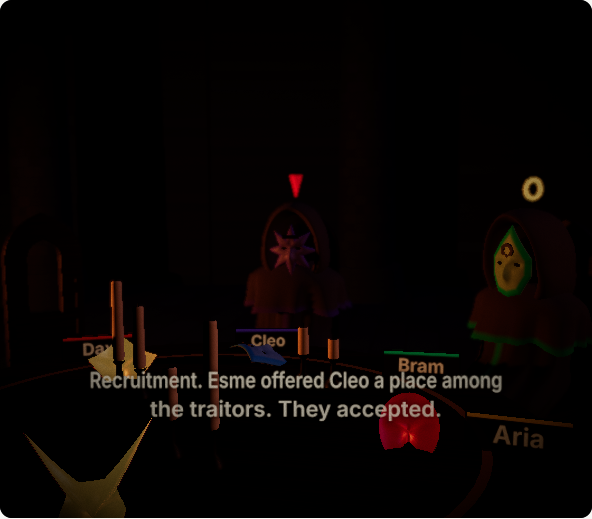 Cleo
Bram
Recruitment. Esme offered Cleo a place among
the traitors. They accepted.
Aria